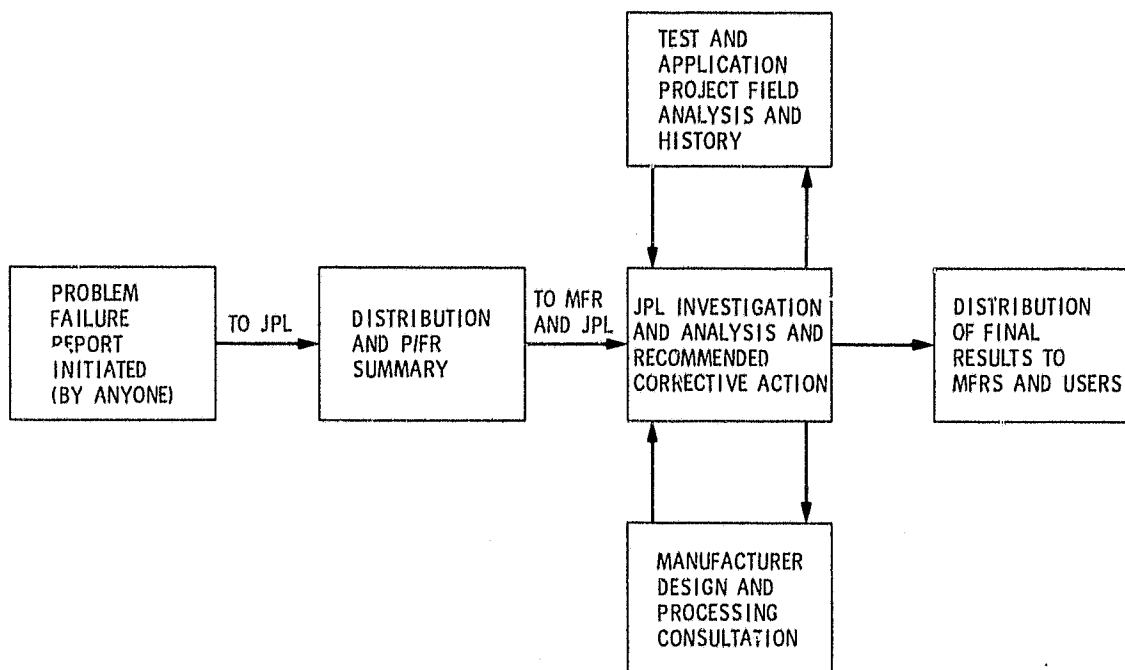 TEST AND
APPLICATION
PROJECT FIELD
ANALYSIS AND
HISTORY
PROBLEM
FAILURE
REPORT
INITIATED
(BY ANYONE)
TO JPL
DISTRIBUTION
AND P/FR
SUMMARY
TO MFR
AND JPL
JPL INVESTIGATION
AND ANALYSIS AND
RECOMMENDED
CORRECTIVE ACTION
DISTRIBUTION
OF FINAL
RESULTS TO
MFRS AND USERS
MANUFACTURER
DESIGN AND
PROCESSING
CONSULTATION